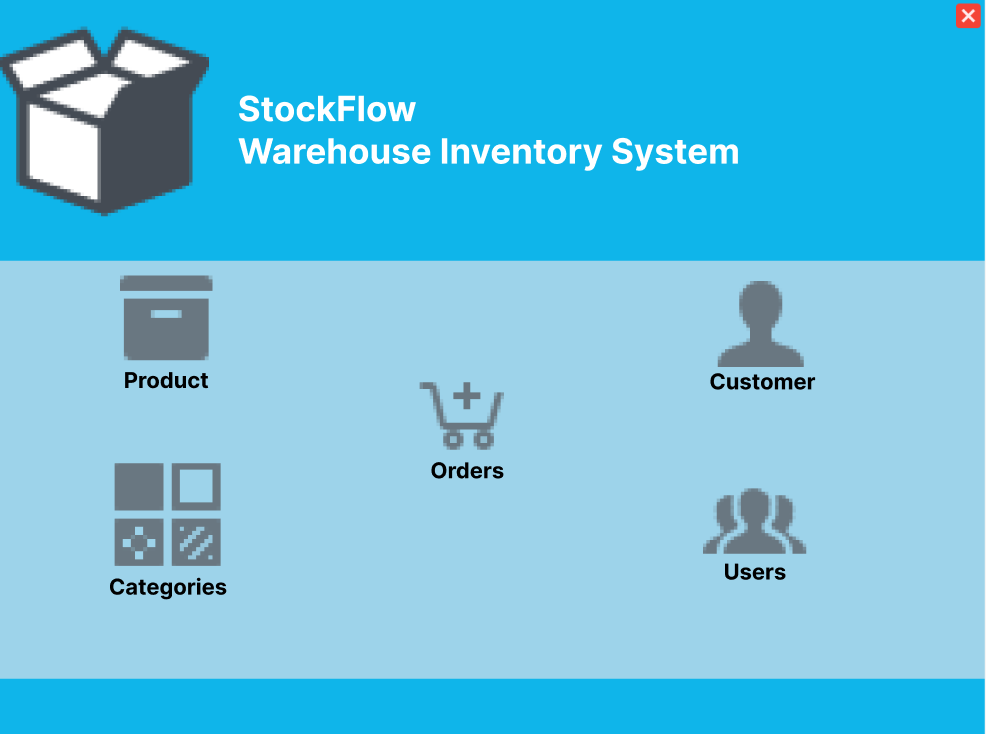 StockFlow
Warehouse Inventory System
Product
Customer
Orders
Categories
Users